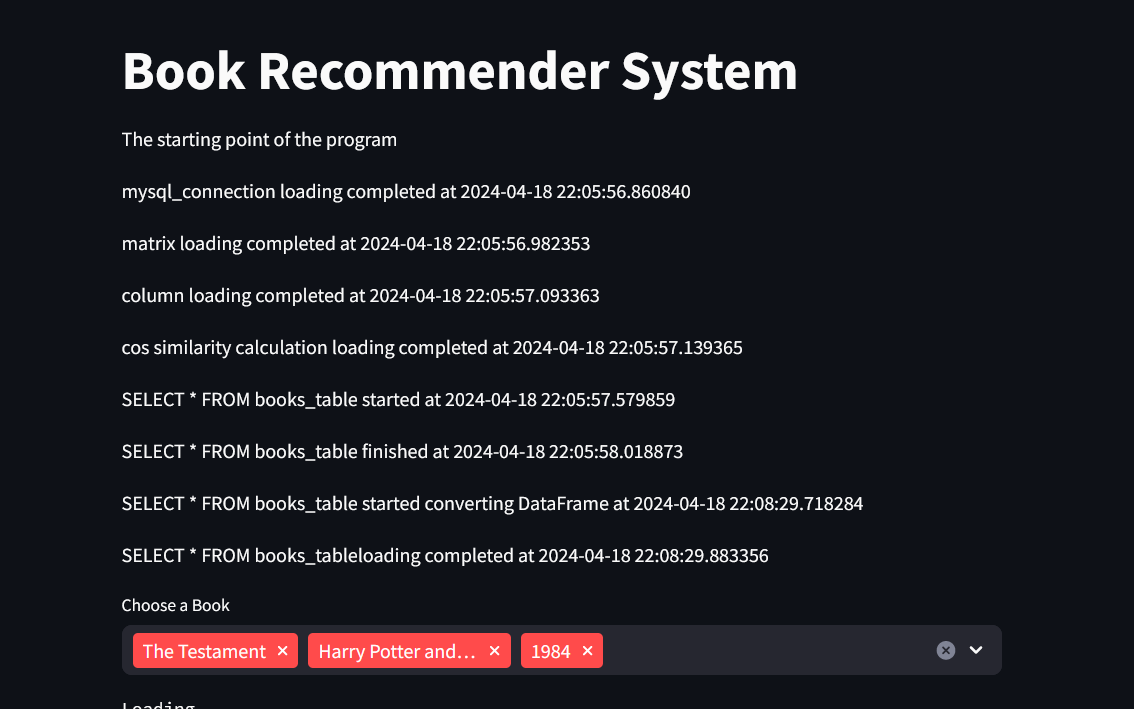 Book Recommender System
The starting point of the program
mysql_connection loading completed at 2024-04-18 22:05:56.860840
matrix loading completed at 2024-04-18 22:05:56.982353
column loading completed at 2024-04-18 22:05:57.093363
cos similarity calculation loading completed at 2024-04-18 22:05:57.139365
SELECT * FROM books_table started at 2024-04-18 22:05:57.579859
SELECT * FROM books_table finished at 2024-04-18 22:05:58.018873
SELECT * FROM books_table started converting DataFrame at 2024-04-18 22:08:29.718284
SELECT * FROM books_tableloading completed at 2024-04-18 22:08:29.883356
Choose a Book
The Testament × Harry Potter and... × 1984 ×
Loading